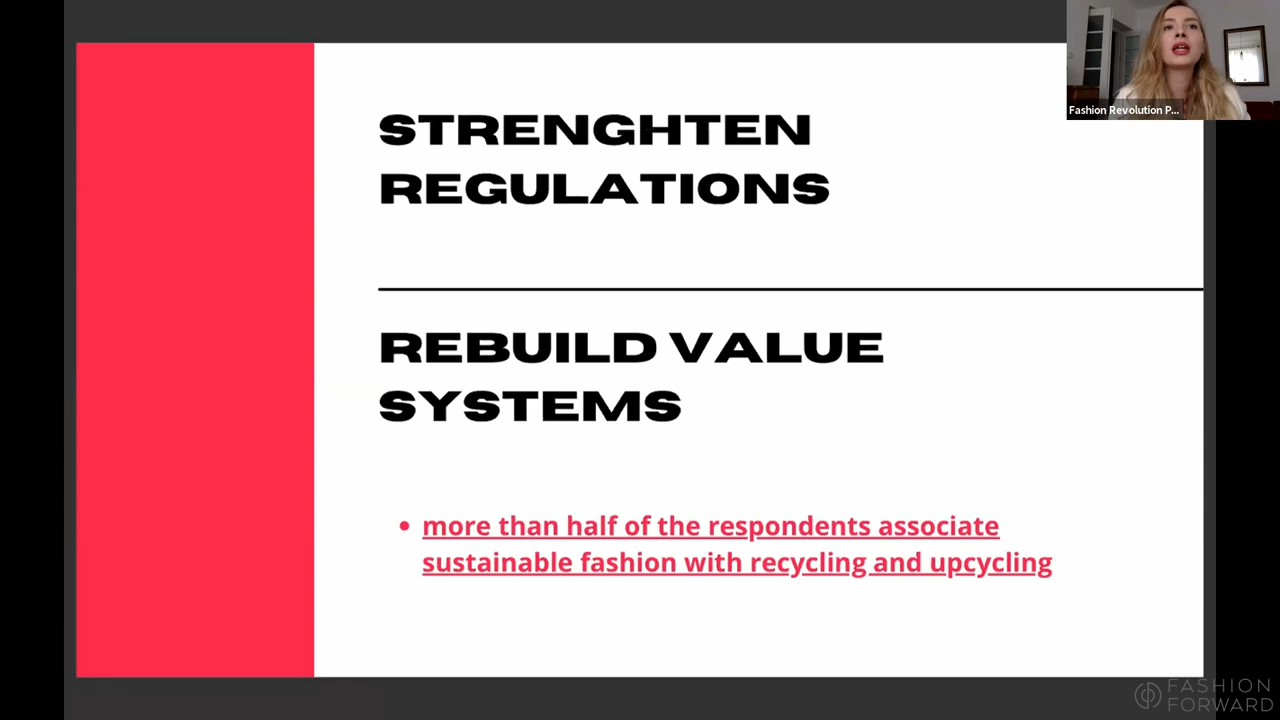 STRENGHTEN
REGULATIONS
REBUILD VALUE
SYSTEMS
• more than half of the respondents associate
sustainable fashion with recycling and upcycling
Fashion Revolution P...
FASHION
FORWARD